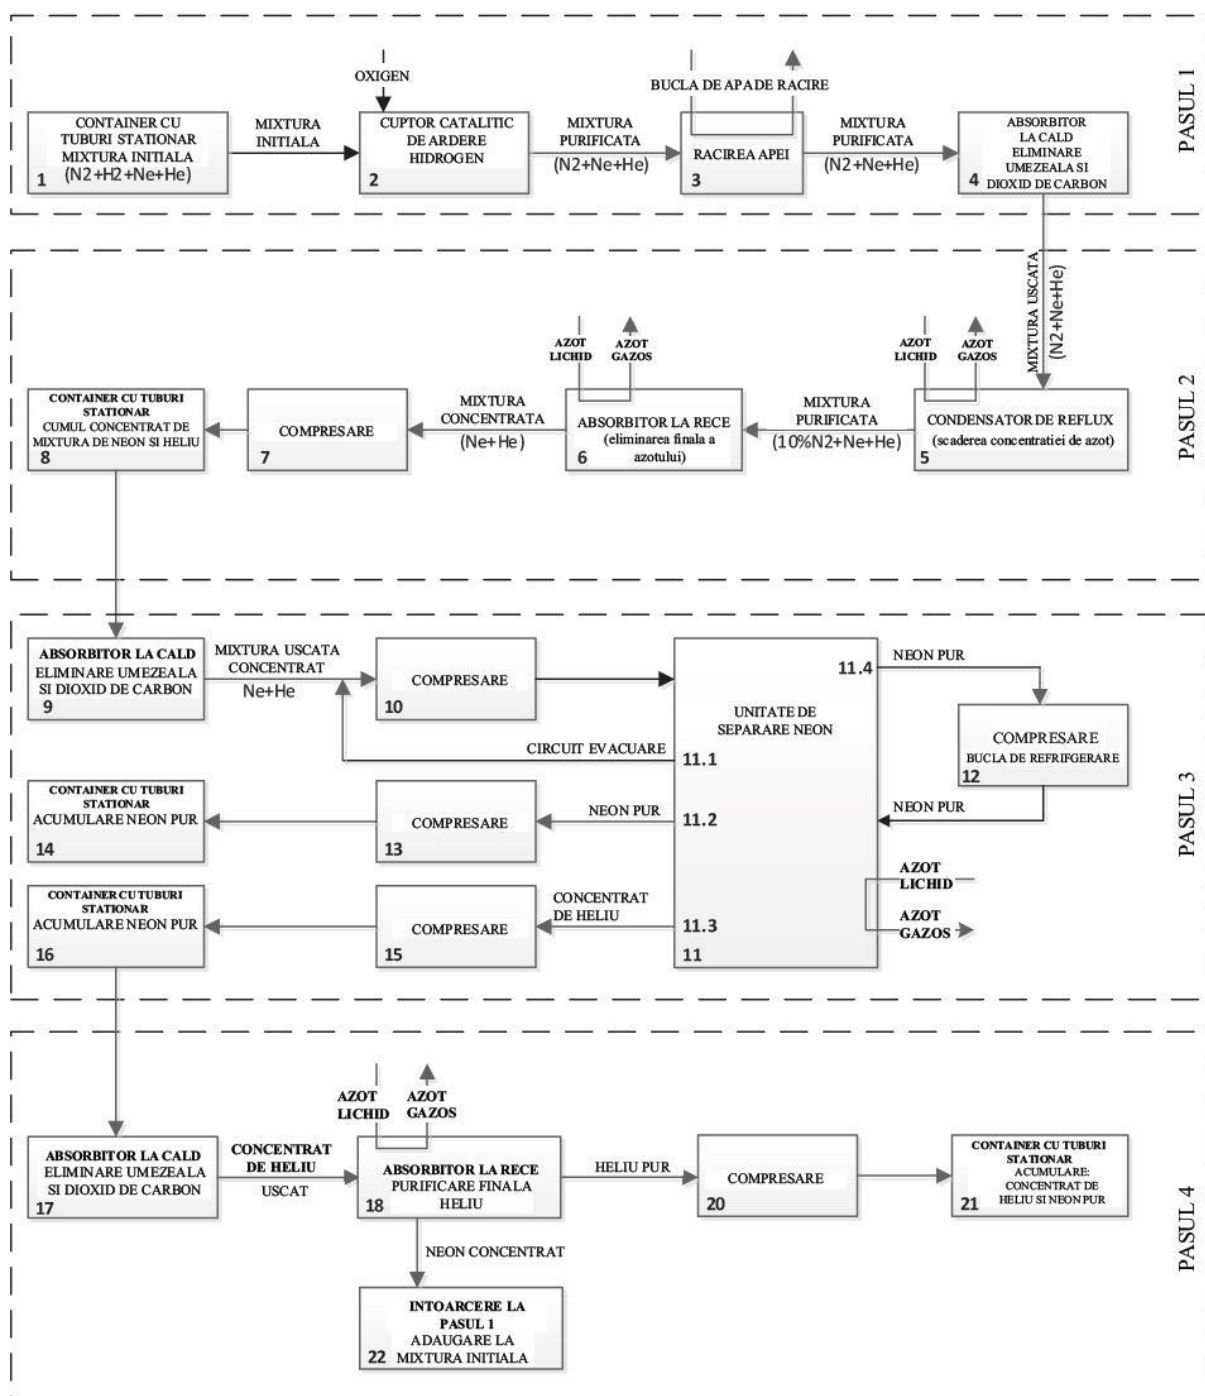 PASUL 1
OXIGEN
BUCLA DE APA DE RACIRE
CONTAINER CU
TUBURI STATIONAR
MIXTURA INITIALA
(N2+H2+Ne+He)
1
MIXTURA
INITIALA
CUPTOR CATALITIC
DE ARDERE
HIDROGEN
2
MIXTURA
PURIFICATA
(N2+Ne+He)
RACIREA APEI
3
MIXTURA
PURIFICATA
(N2+Ne+He)
ABSORBITOR
LA CALD
ELIMINARE
UMEZEALA SI
DIOXID DE CARBON
4
MIXTURA USCATA
(N2+Ne+He)
PASUL 2
AZOT
LICHID
AZOT
GAZOS
CONDENSATOR DE REFLUX
(scaderea concentratiei de azot)
5
MIXTURA
PURIFICATA
(10%N2+Ne+He)
AZOT
LICHID
AZOT
GAZOS
ABSORBITOR LA RECE
(eliminarea finala a
azotului)
6
MIXTURA
CONCENTRATA
(Ne+He)
COMPRESARE
7
CONTAINER CU TUBURI
STATIONAR
CUMUL CONCENTRAT DE
MIXTURA DE NEON SI HELIU
8
PASUL 3
ABSORBITOR LA CALD
ELIMINARE UMEZEALA
SI DIOXID DE CARBON
9
MIXTURA USCATA
CONCENTRAT
Ne+He
COMPRESARE
10
UNITATE DE
SEPARARE NEON
11.4
NEON PUR
COMPRESARE
BUCLA DE REFRIFGERARE
12
NEON PUR
CIRCUIT EVACUARE
11.1
CONTAINER CU TUBURI
STATIONAR
ACUMULARE NEON PUR
14
COMPRESARE
13
NEON PUR
11.2
AZOT
LICHID
AZOT
GAZOS
CONTAINER CU TUBURI
STATIONAR
ACUMULARE NEON PUR
16
COMPRESARE
15
CONCENTRAT
DE HELIU
11.3
11
PASUL 4
AZOT
LICHID
AZOT
GAZOS
ABSORBITOR LA CALD
ELIMINARE UMEZEALA
SI DIOXID DE CARBON
17
CONCENTRAT
DE HELIU
USCAT
ABSORBITOR LA RECE
PURIFICARE FINALA
HELIU
18
HELIU PUR
COMPRESARE
20
CONTAINER CU TUBURI
STATIONAR
ACUMULARE:
CONCENTRAT DE
HELIU SI NEON PUR
21
NEON CONCENTRAT
INTOARCERE LA
PASUL 1
ADAUGARE LA
MIXTURA INITIALA
22